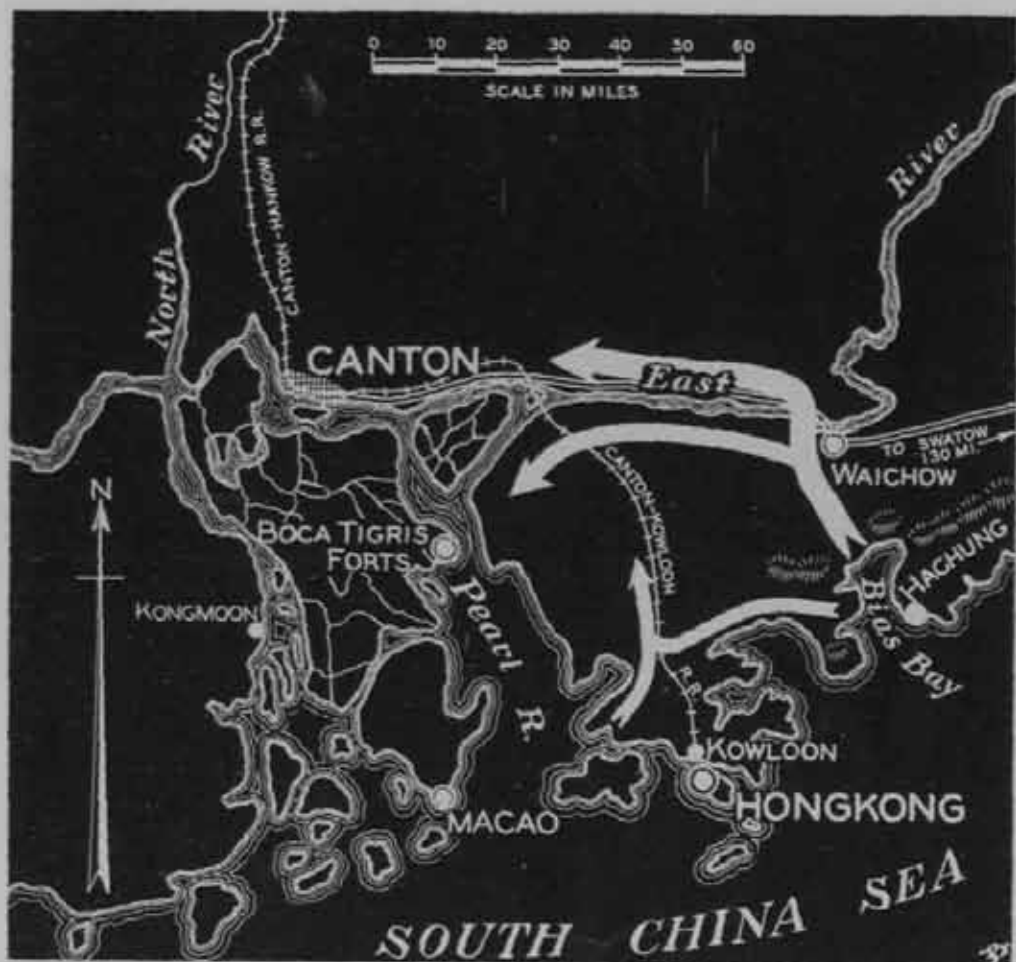 0 10 20 30 40 50 60
SCALE IN MILES
North River
CANTON-HANKOW R.R.
River
CANTON
East
TO SWATOW
130 MI.
WAICHOW
N
BOCA TIGRIS
FORTS
CANTON-KOWLOON
HACHUNG
KONGMOON
Pearl
R.
Bias Bay
R.R.
KOWLOON
HONGKONG
MACAO
SOUTH CHINA SEA